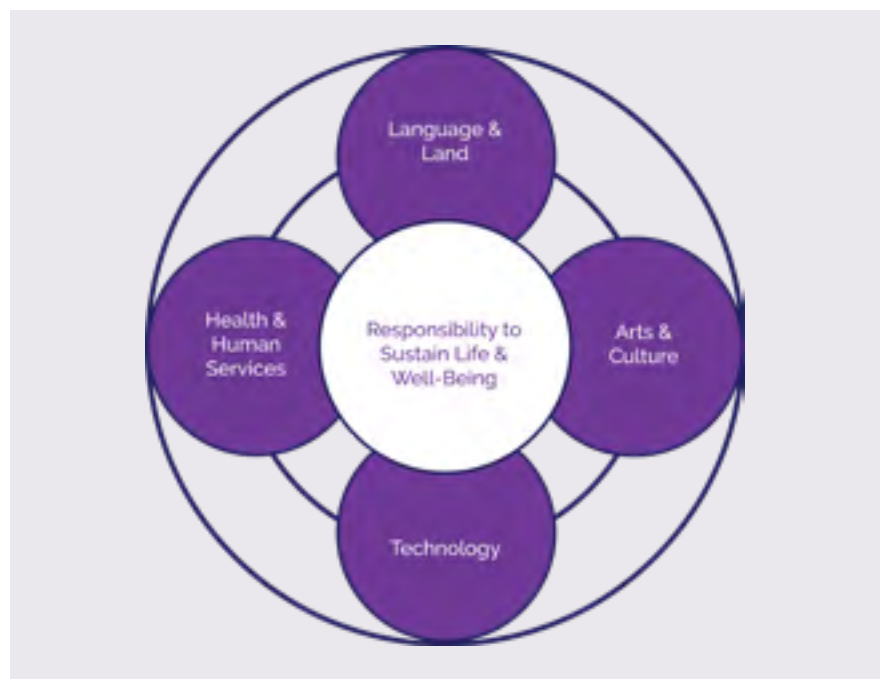 Language &
Land
Health &
Human
Services
Responsibility to
Sustain Life &
Well-Being
Arts &
Culture
Technology